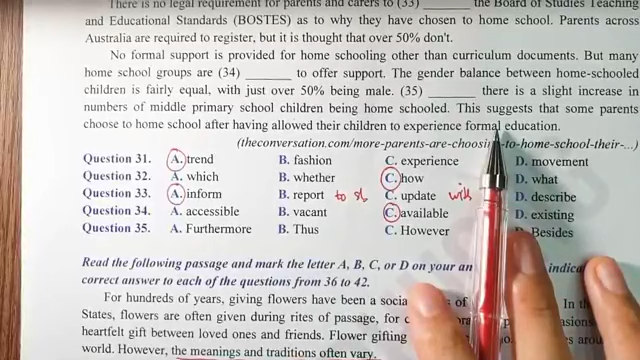 There is no legal requirement for parents and carers to (33) ______ the Board of Studies Teaching
and Educational Standards (BOSTES) as to why they have chosen to home school. Parents across
Australia are required to register, but it is thought that over 50% don't.
No formal support is provided for home schooling other than curriculum documents. But many
home school groups are (34) ______ to offer support. The gender balance between home-schooled
children is fairly equal, with just over 50% being male. (35) ______ there is a slight increase in
numbers of middle primary school children being home schooled. This suggests that some parents
choose to home school after having allowed their children to experience formal education.
(theconversation.com/more-parents-are-choosing-to-home-school-their-...)
Question 31. A. trend B. fashion C. experience D. movement
Question 32. A. which B. whether C. how D. what
Question 33. A. inform B. report to sb C. update with D. describe
Question 34. A. accessible B. vacant C. available D. existing
Question 35. A. Furthermore B. Thus C. However D. Besides
Read the following passage and mark the letter A, B, C, or D on your an indica
correct answer to each of the questions from 36 to 42.
For hundreds of years, giving flowers have been a socia of In th
States, flowers are often given during rites of passage, for asions
heartfelt gift between loved ones and friends. Flower gifting around
world. However, the meanings and traditions often vary.